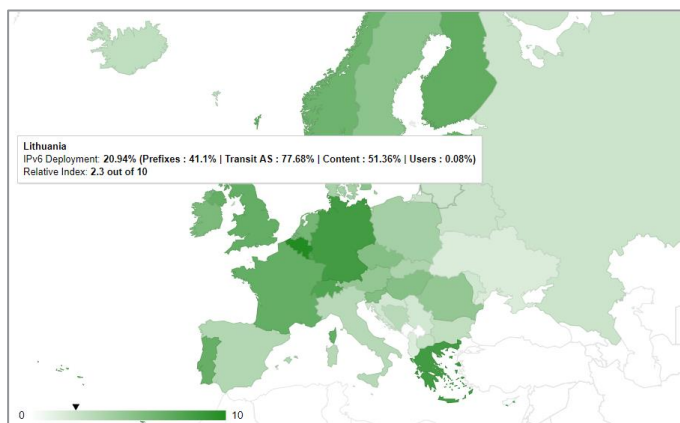 Lithuania
IPv6 Deployment: 20.94% (Prefixes : 41.1% | Transit AS : 77.68% | Content : 51.36% | Users : 0.08%)
Relative Index: 2.3 out of 10
0 10